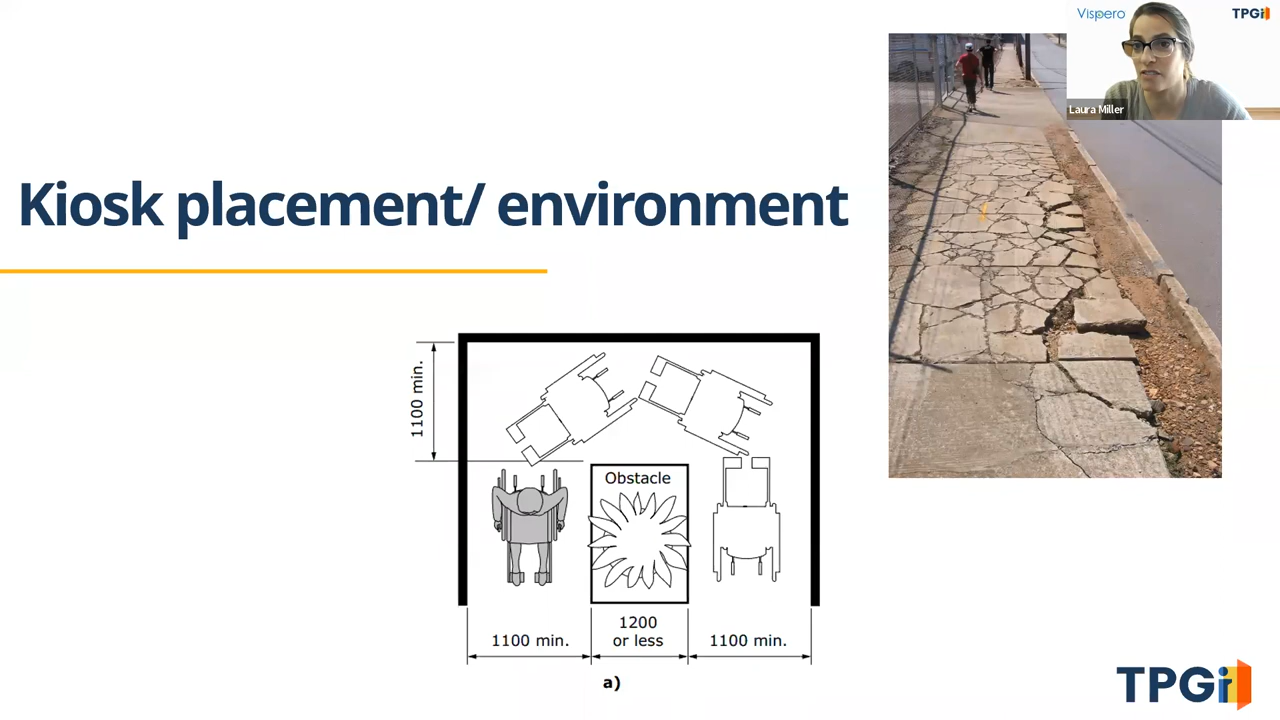 Vispero
TPGi
Laura Miller
Kiosk placement/ environment
1100 min.
Obstacle
1100 min.
1200
or less
1100 min.
a)
TPGi